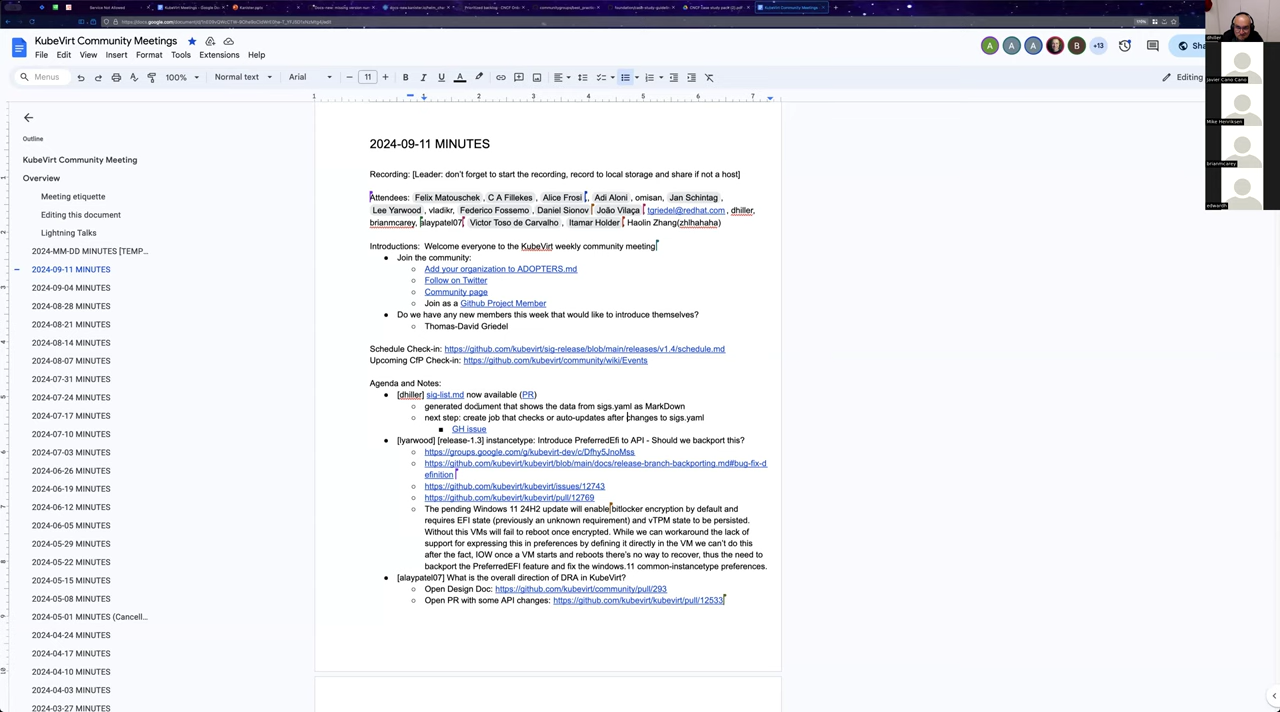 KubeVirt Community Meetings
File Edit View Insert Format Tools Extensions Help
Menus 100% Normal text Arial 11 Editing
+13
Outline
KubeVirt Community Meeting
Overview
Meeting etiquette
Editing this document
Lightning Talks
2024-MM-DD MINUTES [TEMP...
2024-09-11 MINUTES
2024-09-04 MINUTES
2024-08-28 MINUTES
2024-08-21 MINUTES
2024-08-14 MINUTES
2024-08-07 MINUTES
2024-07-31 MINUTES
2024-07-24 MINUTES
2024-07-17 MINUTES
2024-07-10 MINUTES
2024-07-03 MINUTES
2024-06-26 MINUTES
2024-06-19 MINUTES
2024-06-12 MINUTES
2024-06-05 MINUTES
2024-05-29 MINUTES
2024-05-22 MINUTES
2024-05-15 MINUTES
2024-05-08 MINUTES
2024-05-01 MINUTES (Cancell...
2024-04-24 MINUTES
2024-04-17 MINUTES
2024-04-10 MINUTES
2024-04-03 MINUTES
2024-03-27 MINUTES
2024-09-11 MINUTES
Recording: [Leader: don't forget to start the recording, record to local storage and share if not a host]
Attendees: Felix Matouschek , C A Fillekes , Alice Frosi , Adi Aloni , omisan, Jan Schintag ,
Lee Yarwood , vladikr, Federico Fossemo , Daniel Sionov , João Vilaça , tgriedel@redhat.com, dhiller,
brianmcarey, alaypatel07, Victor Toso de Carvalho , Itamar Holder , Haolin Zhang(zhlhahaha)
Introductions: Welcome everyone to the KubeVirt weekly community meeting
● Join the community:
○ Add your organization to ADOPTERS.md
○ Follow on Twitter
○ Community page
○ Join as a Github Project Member
● Do we have any new members this week that would like to introduce themselves?
○ Thomas-David Griedel
Schedule Check-in: https://github.com/kubevirt/sig-release/blob/main/releases/v1.4/schedule.md
Upcoming CfP Check-in: https://github.com/kubevirt/community/wiki/Events
Agenda and Notes:
● [dhiller] sig-list.md now available (PR)
○ generated document that shows the data from sigs.yaml as MarkDown
○ next step: create job that checks or auto-updates after changes to sigs.yaml
■ GH issue
● [lyarwood] [release-1.3] instancetype: Introduce PreferredEfi to API - Should we backport this?
○ https://groups.google.com/g/kubevirt-dev/c/Dfhy5JnoMss
○ https://github.com/kubevirt/kubevirt/blob/main/docs/release-branch-backporting.md#bug-fix-d
efinition
○ https://github.com/kubevirt/kubevirt/issues/12743
○ https://github.com/kubevirt/kubevirt/pull/12769
○ The pending Windows 11 24H2 update will enable bitlocker encryption by default and
requires EFI state (previously an unknown requirement) and vTPM state to be persisted.
Without this VMs will fail to reboot once encrypted. While we can workaround the lack of
support for expressing this in preferences by defining it directly in the VM we can't do this
after the fact, IOW once a VM starts and reboots there's no way to recover, thus the need to
backport the PreferredEFI feature and fix the windows.11 common-instancetype preferences.
● [alaypatel07] What is the overall direction of DRA in KubeVirt?
○ Open Design Doc: https://github.com/kubevirt/community/pull/293
○ Open PR with some API changes: https://github.com/kubevirt/kubevirt/pull/12533
dhiller
Javier Cano Cano
Mike Henriksen
brianmcarey
edwardh